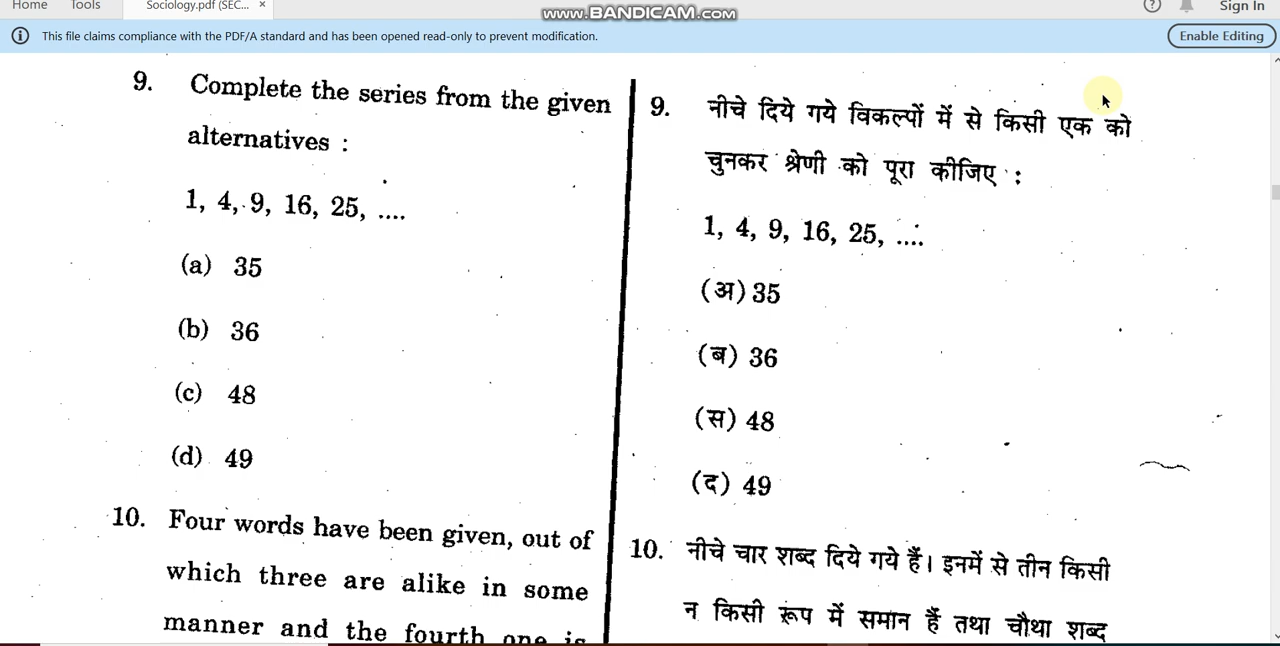 Home Tools Sociology.pdf (SEC... × www.BANDICAM.com Sign In
This file claims compliance with the PDF/A standard and has been opened read-only to prevent modification. Enable Editing
9. Complete the series from the given
alternatives :
1, 4, 9, 16, 25, ....
(a) 35
(b) 36
(c) 48
(d) 49
10. Four words have been given, out of
which three are alike in some
manner and the fourth one is
9. नीचे दिये गये विकल्पों में से किसी एक को
चुनकर श्रेणी को पूरा कीजिए :
1, 4, 9, 16, 25, ....
(अ) 35
(ब) 36
(स) 48
(द) 49
10. नीचे चार शब्द दिये गये हैं। इनमें से तीन किसी
न किसी रूप में समान हैं तथा चौथा शब्द